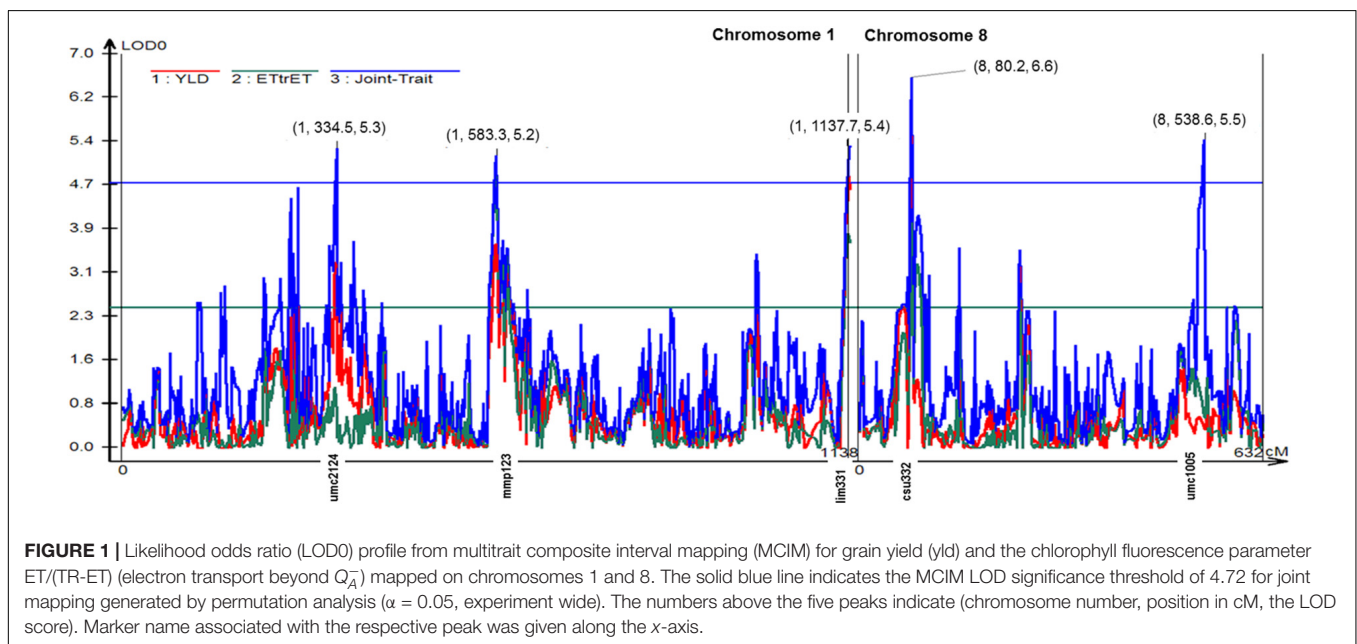 Chromosome 1 Chromosome 8
LOD0
7.0
1 : YLD 2 : ETtrET 3 : Joint-Trait
(8, 80.2, 6.6)
6.2
(1, 334.5, 5.3) (1, 583.3, 5.2) (1, 1137.7, 5.4) (8, 538.6, 5.5)
5.4
4.7
3.9
3.1
2.3
1.6
0.8
0.0
0 1138 0 632 cM
umc2124 mmp123 lim331 csu332 umc1005
FIGURE 1 | Likelihood odds ratio (LOD0) profile from multitrait composite interval mapping (MCIM) for grain yield (yld) and the chlorophyll fluorescence parameter
ET/(TR-ET) (electron transport beyond Q_A^-) mapped on chromosomes 1 and 8. The solid blue line indicates the MCIM LOD significance threshold of 4.72 for joint
mapping generated by permutation analysis (α = 0.05, experiment wide). The numbers above the five peaks indicate (chromosome number, position in cM, the LOD
score). Marker name associated with the respective peak was given along the x-axis.